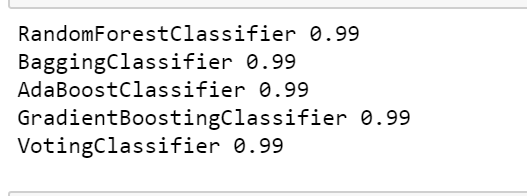 RandomForestClassifier 0.99
BaggingClassifier 0.99
AdaBoostClassifier 0.99
GradientBoostingClassifier 0.99
VotingClassifier 0.99